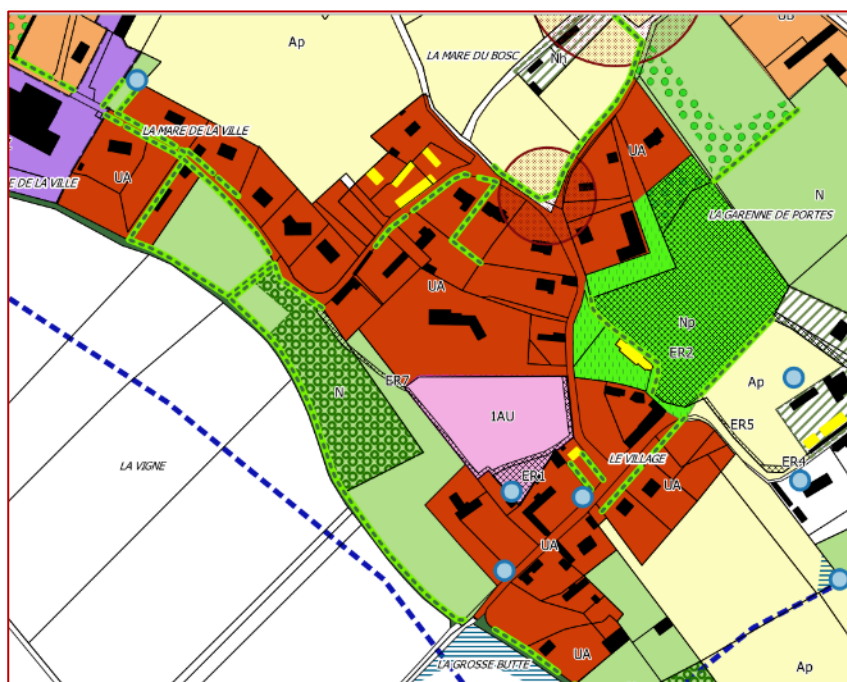 Ap
LA MARE DU BOSC
Nh
LA MARE DE LA VILLE
UA
UA
E DE LA VILLE
N
LA GARENNE DE PORTES
UA
Np
ER2
ER7
Ap
N
1AU
ER5
LE VILLAGE
ER4
LA VIGNE
ER1
UA
UA
LA GROSSE BUTTE
UA
Ap